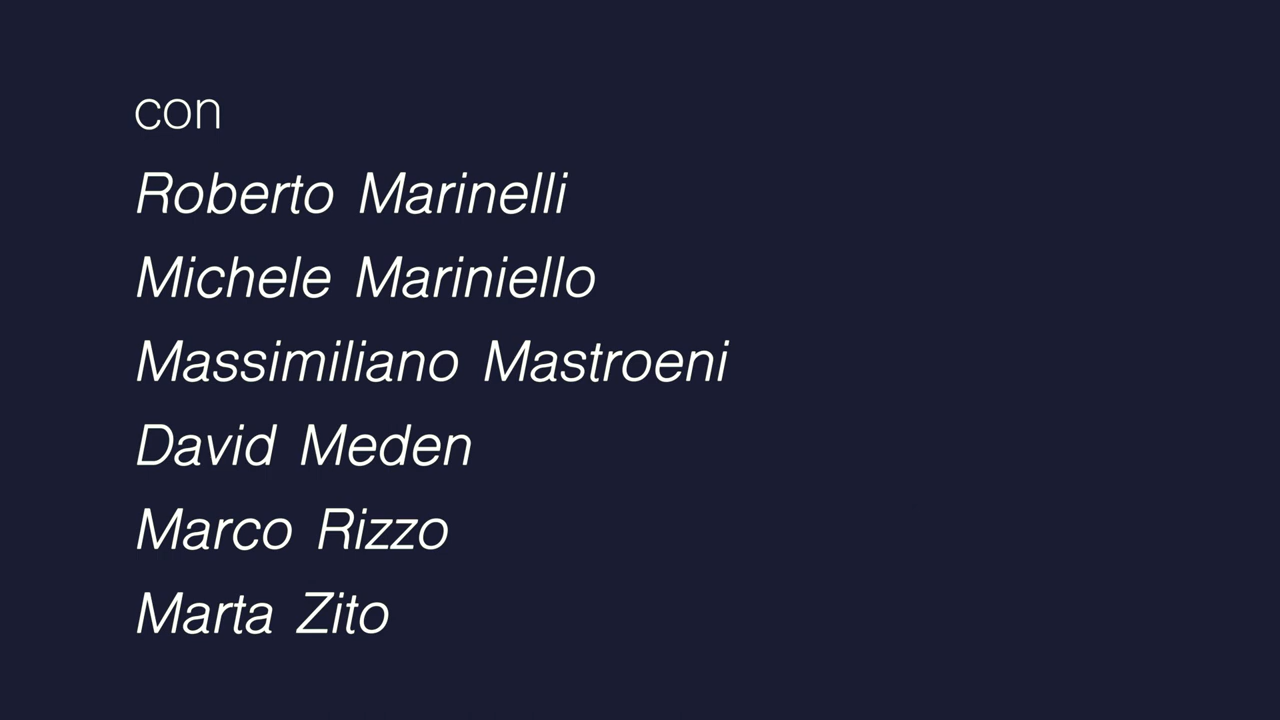 con
Roberto Marinelli
Michele Mariniello
Massimiliano Mastroeni
David Meden
Marco Rizzo
Marta Zito